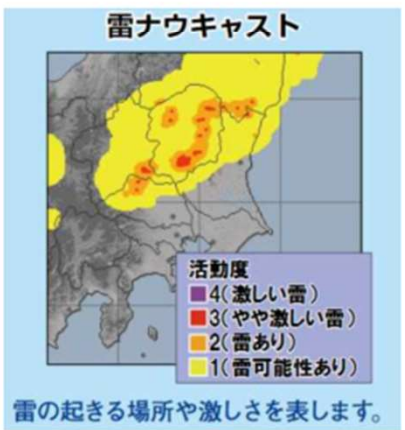 雷ナウキャスト
活動度
4(激しい雷)
3(やや激しい雷)
2(雷あり)
1(雷可能性あり)
雷の起きる場所や激しさを表します。